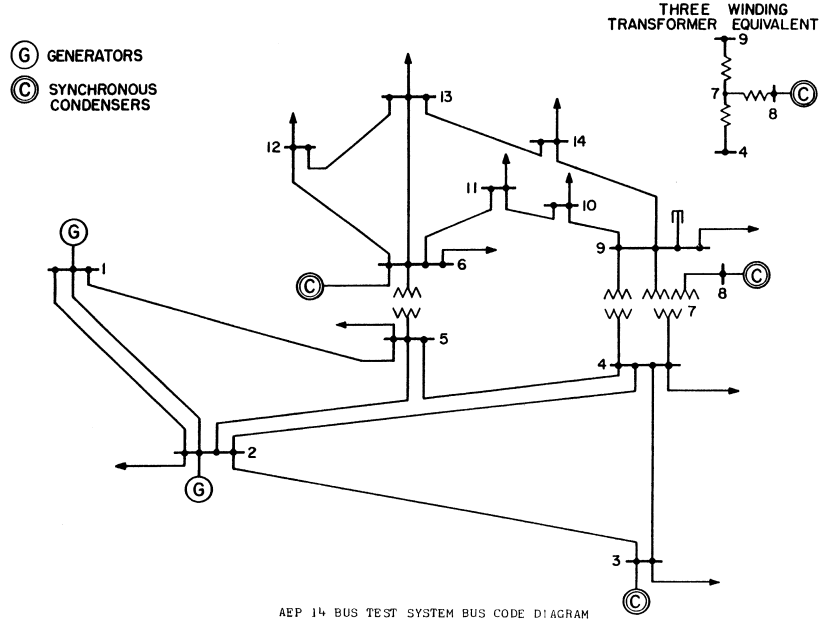 THREE WINDING
TRANSFORMER EQUIVALENT
G GENERATORS
C SYNCHRONOUS
CONDENSERS
9
7
C
8
4
13
12
14
11
10
G
1
9
6
C
8
C
7
5
4
2
G
3
C
AEP 14 BUS TEST SYSTEM BUS CODE DIAGRAM